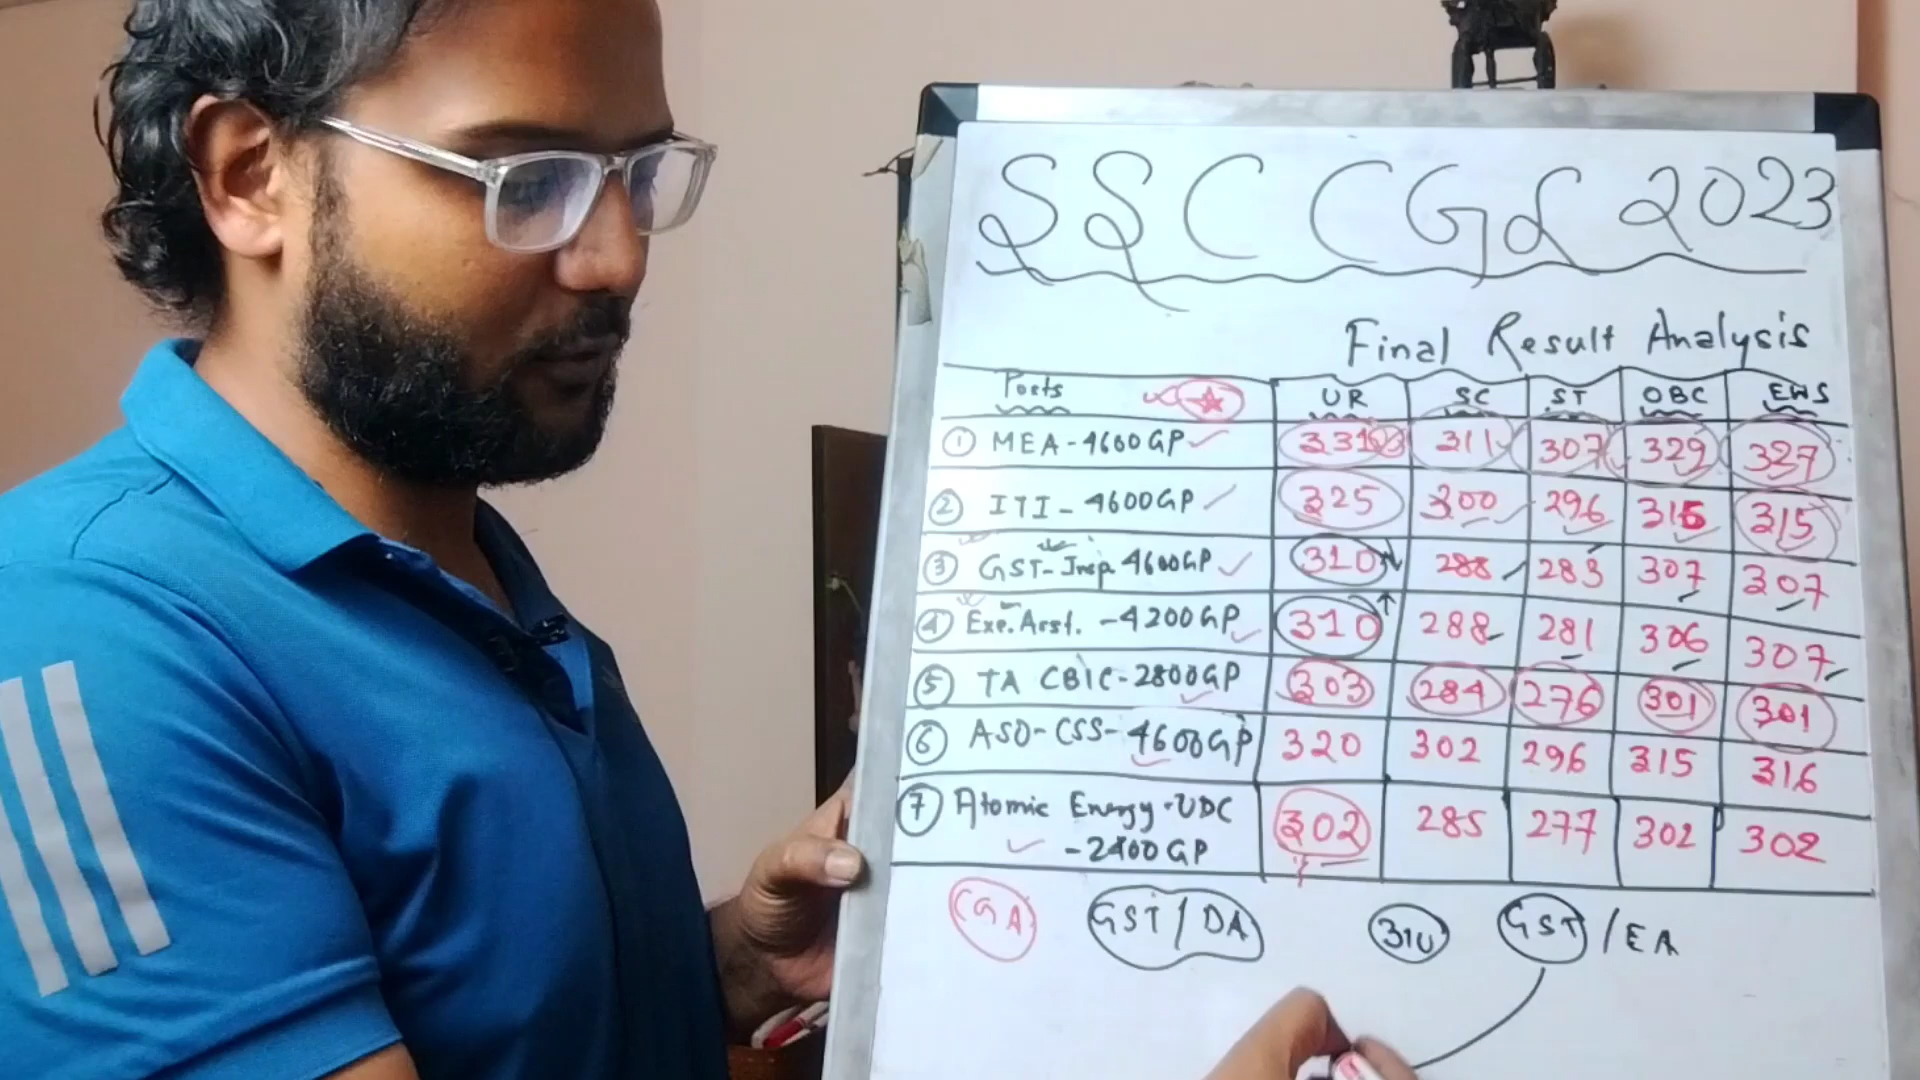 SSC CGL 2023
Final Result Analysis
Posts UR SC ST OBC EWS
① MEA-4600GP 311 307 329 327
② ITI-4600GP 325 300 296 315 315
③ GST-Insp. 4600GP 310 288 283 307 307
④ Exe. Asst. -4200GP 310 288 281 306 307
⑤ TA CBIC-2800GP 303 284 276 301 301
⑥ ASO-CSS-4600GP 320 302 296 315 316
⑦ Atomic Energy-UDC 302 285 277 302 302
-2400GP
CGA GST/DA 310 GST/EA